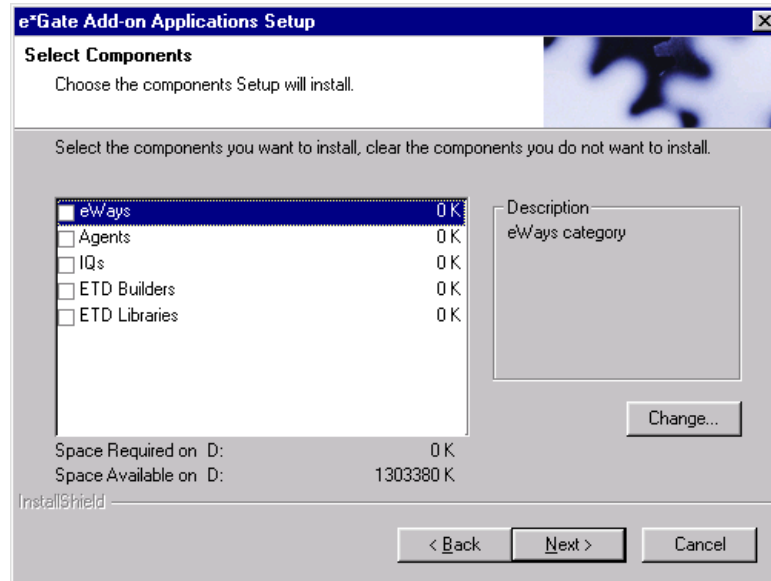 e*Gate Add-on Applications Setup
Select Components
Choose the components Setup will install.
Select the components you want to install, clear the components you do not want to install.
eWays 0 K
Agents 0 K
IQs 0 K
ETD Builders 0 K
ETD Libraries 0 K
Description
eWays category
Change...
Space Required on D: 0 K
Space Available on D: 1303380 K
InstallShield
< Back Next > Cancel